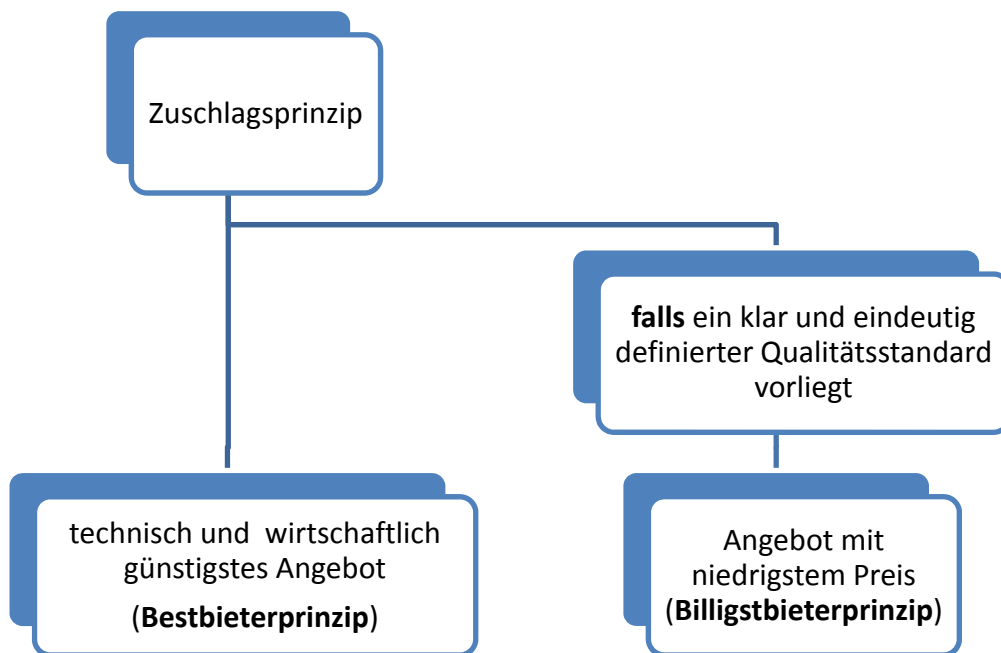 Zuschlagsprinzip
falls ein klar und eindeutig
definierter Qualitätsstandard
vorliegt
technisch und wirtschaftlich
günstigstes Angebot
(Bestbieterprinzip)
Angebot mit
niedrigstem Preis
(Billigstbieterprinzip)